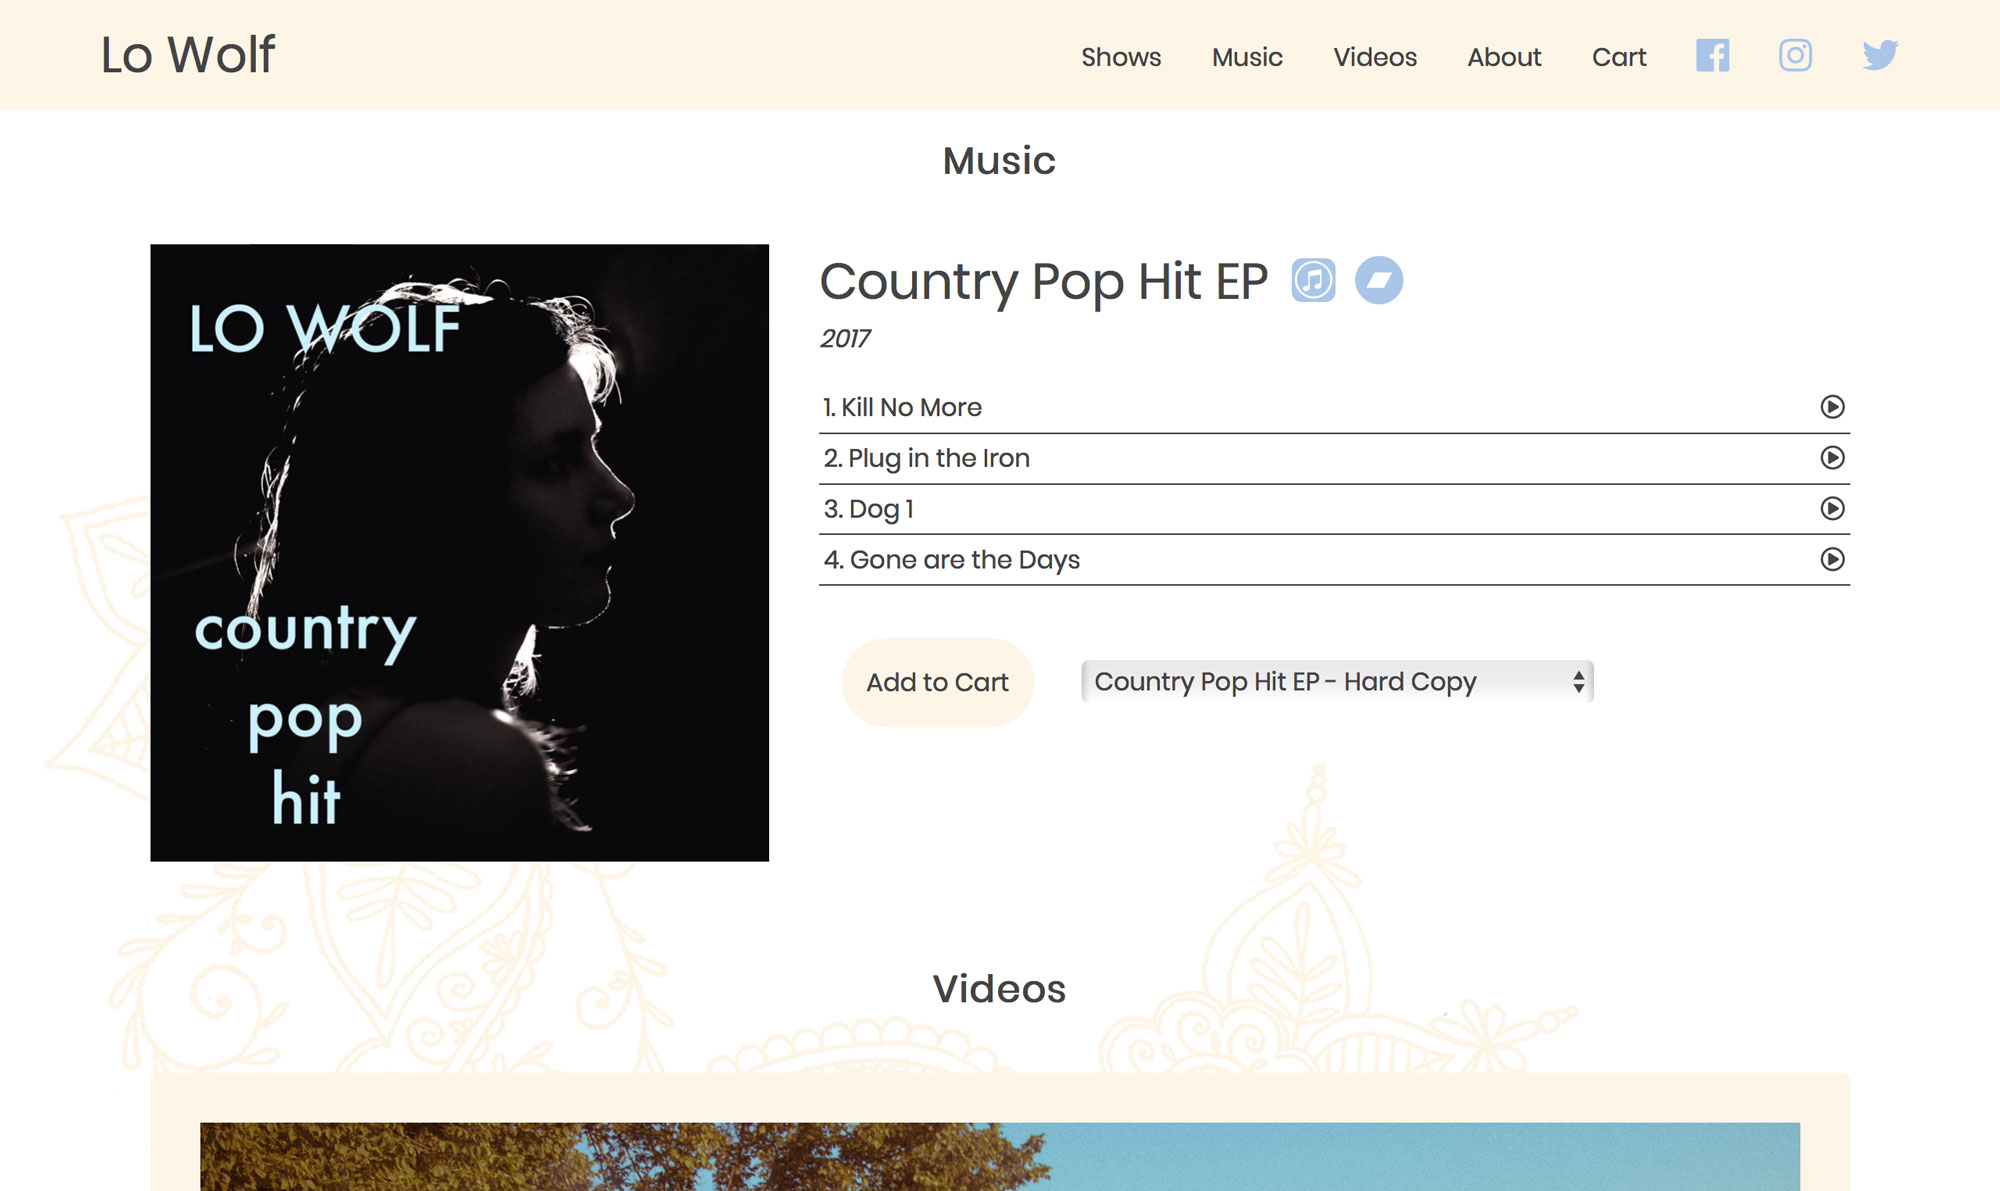 Lo Wolf
Shows Music Videos About Cart
Music
LO WOLF
country
pop
hit
Country Pop Hit EP
2017
1. Kill No More
2. Plug in the Iron
3. Dog 1
4. Gone are the Days
Add to Cart
Country Pop Hit EP - Hard Copy
Videos